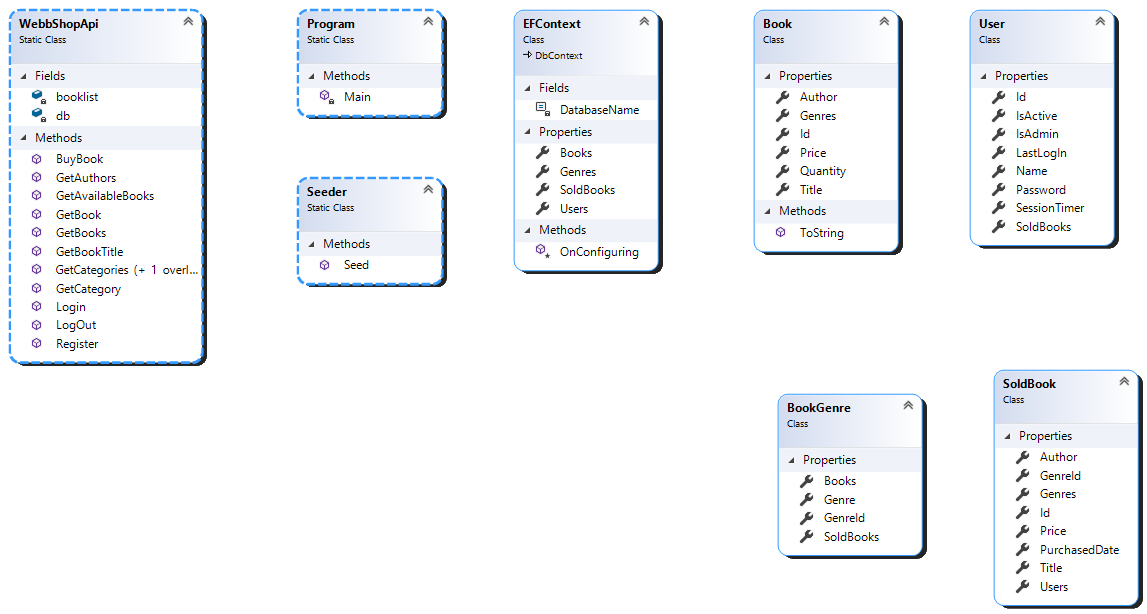 WebbShopApi
Static Class
Fields
booklist
db
Methods
BuyBook
GetAuthors
GetAvailableBooks
GetBook
GetBooks
GetBookTitle
GetCategories (+ 1 overl...
GetCategory
Login
LogOut
Register
Program
Static Class
Methods
Main
Seeder
Static Class
Methods
Seed
EFContext
Class
DbContext
Fields
DatabaseName
Properties
Books
Genres
SoldBooks
Users
Methods
OnConfiguring
Book
Class
Properties
Author
Genres
Id
Price
Quantity
Title
Methods
ToString
User
Class
Properties
Id
IsActive
IsAdmin
LastLogIn
Name
Password
SessionTimer
SoldBooks
BookGenre
Class
Properties
Books
Genre
GenreId
SoldBooks
SoldBook
Class
Properties
Author
GenreId
Genres
Id
Price
PurchasedDate
Title
Users